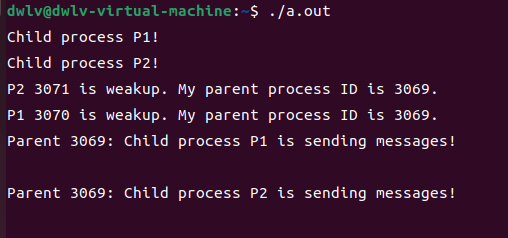 dwlv@dwlv-virtual-machine:~$ ./a.out
Child process P1!
Child process P2!
P2 3071 is weakup. My parent process ID is 3069.
P1 3070 is weakup. My parent process ID is 3069.
Parent 3069: Child process P1 is sending messages!
Parent 3069: Child process P2 is sending messages!